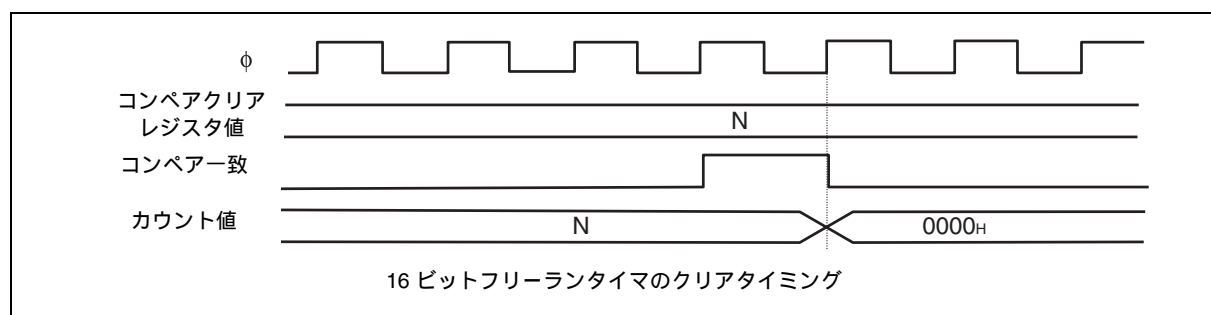 φ
コンペアクリア
レジスタ値
N
コンペア一致
カウント値
N
0000H
16 ビットフリーランタイマのクリアタイミング